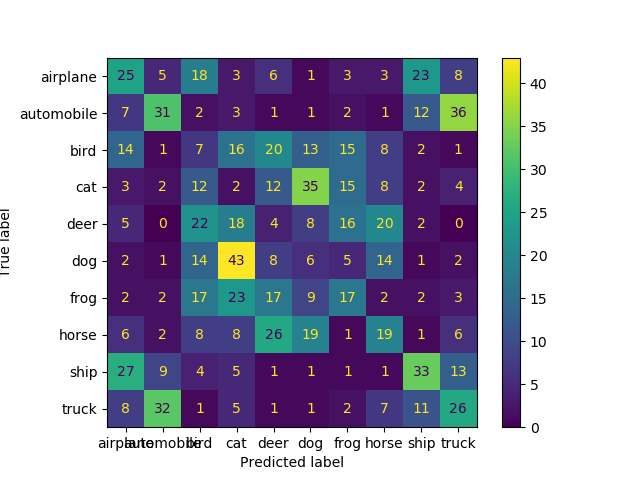 airplane 25 5 18 3 6 1 3 3 23 8
automobile 7 31 2 3 1 1 2 1 12 36
bird 14 1 7 16 20 13 15 8 2 1
cat 3 2 12 2 12 35 15 8 2 4
deer 5 0 22 18 4 8 16 20 2 0
dog 2 1 14 43 8 6 5 14 1 2
frog 2 2 17 23 17 9 17 2 2 3
horse 6 2 8 8 26 19 1 19 1 6
ship 27 9 4 5 1 1 1 1 33 13
truck 8 32 1 5 1 1 2 7 11 26
airplane automobile bird cat deer dog frog horse ship truck
Predicted label
True label
40
35
30
25
20
15
10
5
0